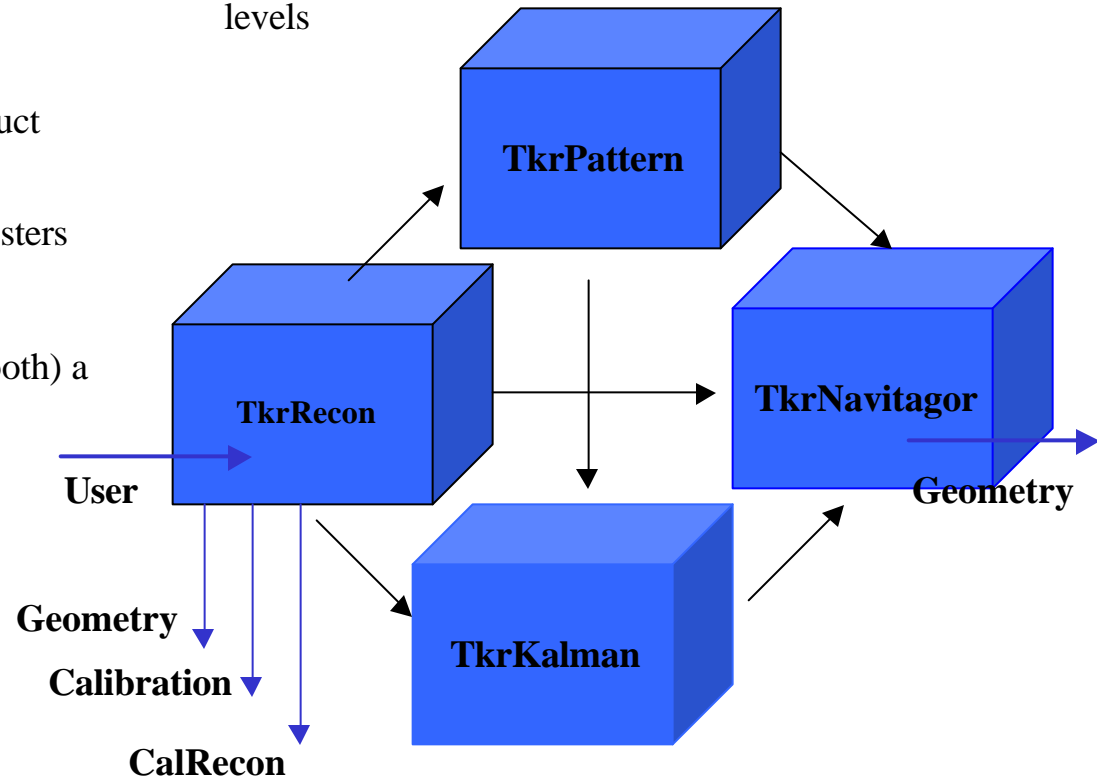 levels
uct
TkrPattern
sters
oth) a
TkrRecon
TkrNavitagor
User
Geometry
Geometry
TkrKalman
Calibration
CalRecon